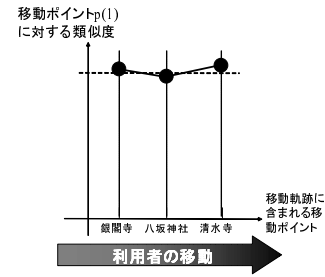 移動ポイントp(1)
に対する類似度
銀閣寺 八坂神社 清水寺
移動軌跡に
含まれる移
動ポイント
利用者の移動